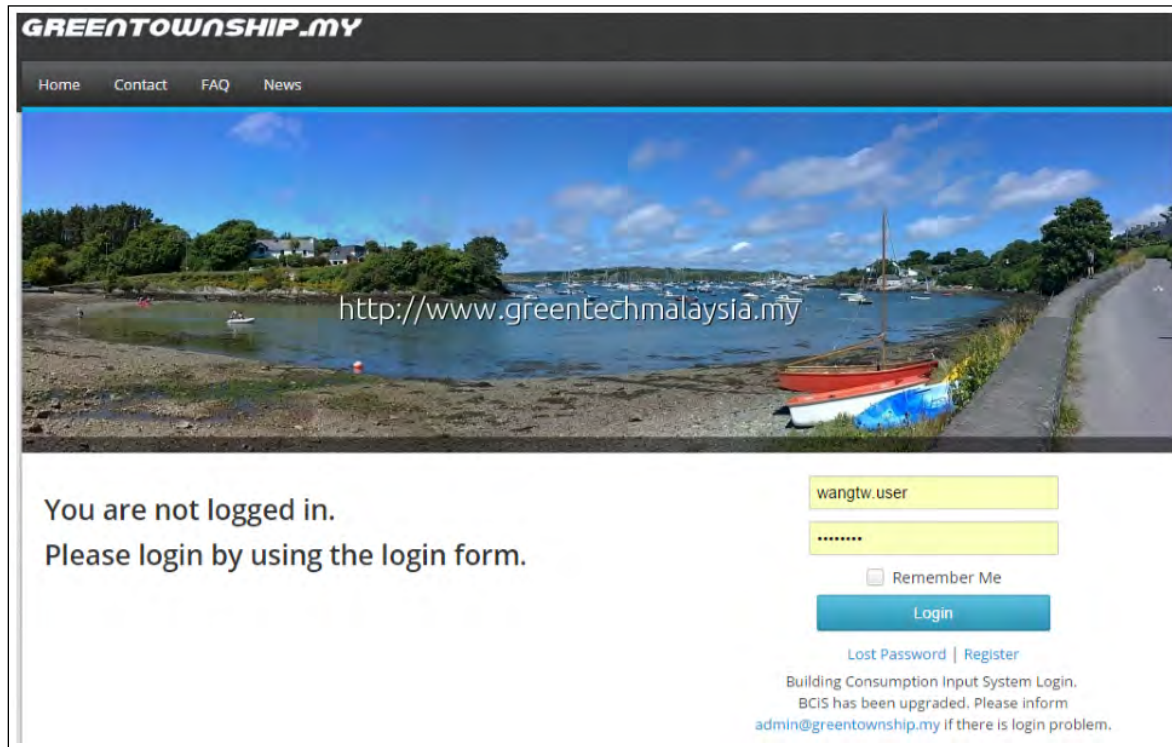 GREENTOWNSHIP.MY
Home Contact FAQ News
http://www.greentechmalaysia.my
You are not logged in.
Please login by using the login form.
wangtw.user
••••••••
Remember Me
Login
Lost Password | Register
Building Consumption Input System Login.
BCiS has been upgraded. Please inform
admin@greentownship.my if there is login problem.